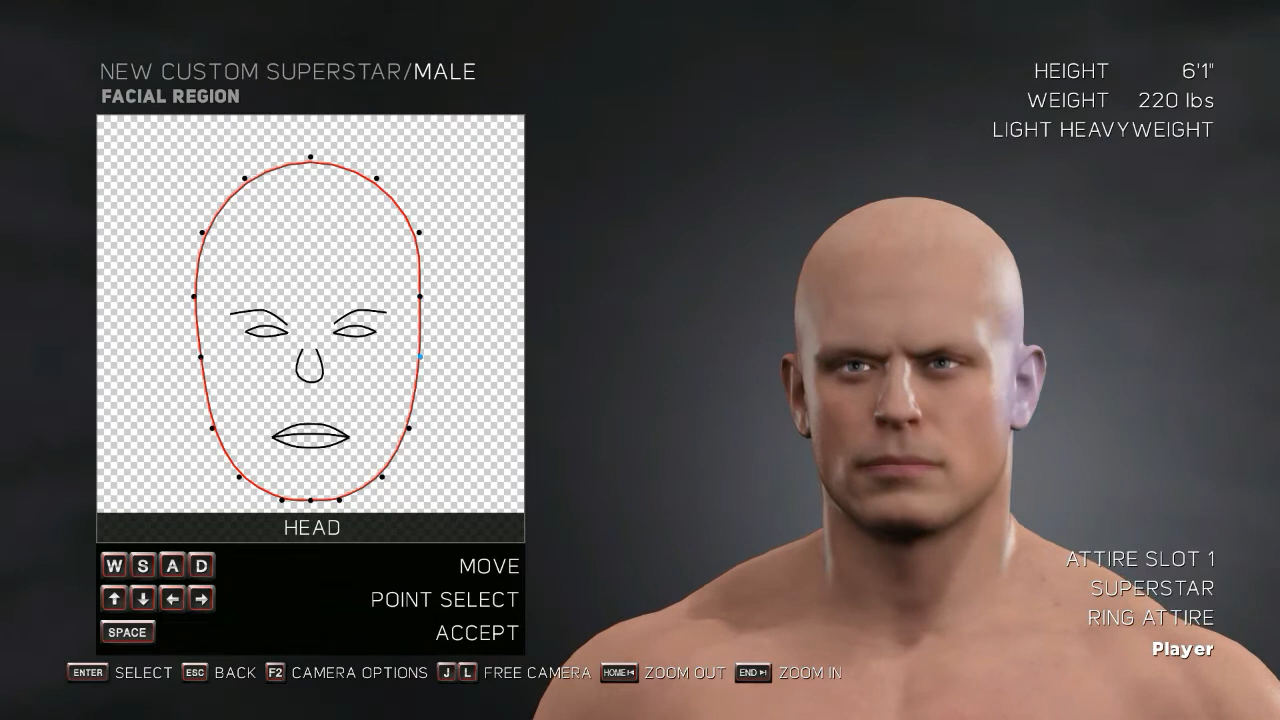 NEW CUSTOM SUPERSTAR/MALE
FACIAL REGION
HEIGHT 6'1"
WEIGHT 220 lbs
LIGHT HEAVYWEIGHT
HEAD
W S A D MOVE
↑ ↓ ← → POINT SELECT
SPACE ACCEPT
ATTIRE SLOT 1
SUPERSTAR
RING ATTIRE
Player
ENTER SELECT ESC BACK F2 CAMERA OPTIONS J L FREE CAMERA HOME ZOOM OUT END ZOOM IN